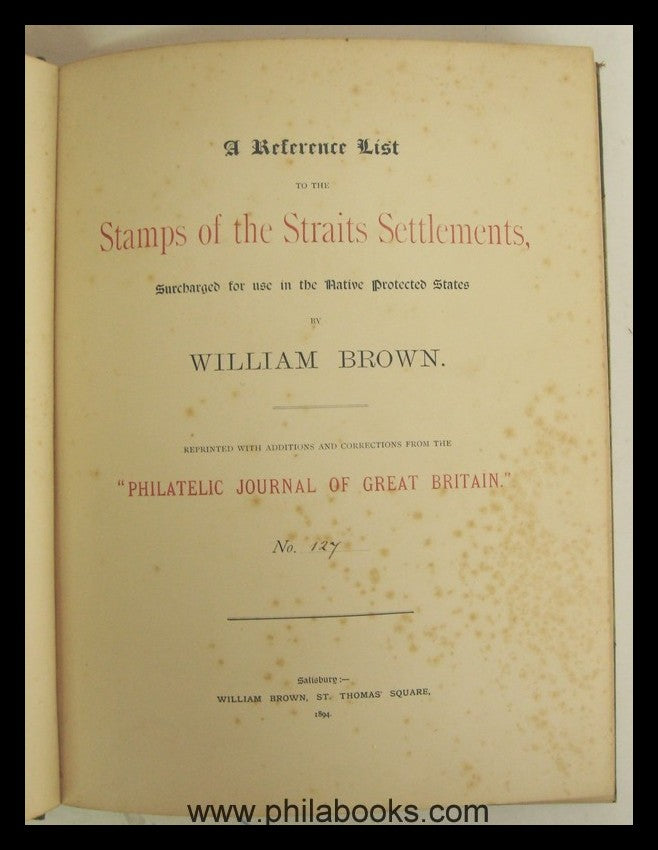 A Reference List
TO THE
Stamps of the Straits Settlements,
Surcharged for use in the Native Protected States
BY
WILLIAM BROWN.
REPRINTED WITH ADDITIONS AND CORRECTIONS FROM THE
"PHILATELIC JOURNAL OF GREAT BRITAIN."
No. 127
Salisbury :—
WILLIAM BROWN, ST. THOMAS' SQUARE,
1894.
www.philabooks.com